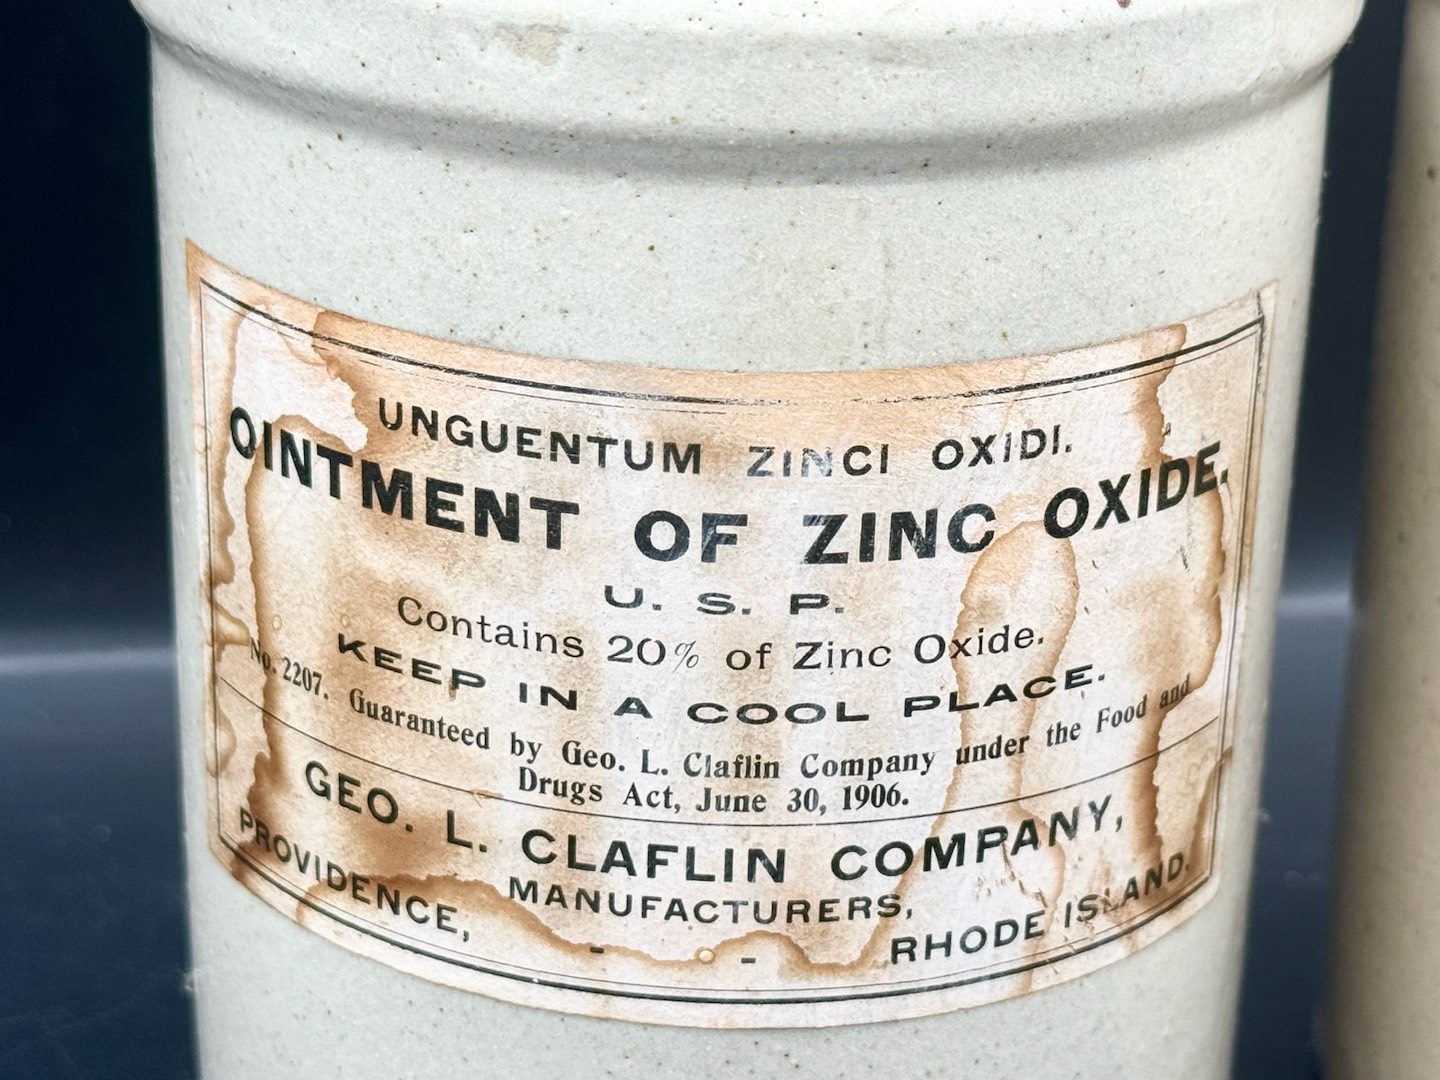 UNGUENTUM ZINCI OXIDI.
OINTMENT OF ZINC OXIDE.
U. S. P.
Contains 20% of Zinc Oxide.
KEEP IN A COOL PLACE.
No. 2207. Guaranteed by Geo. L. Claflin Company under the Food and
Drugs Act, June 30, 1906.
GEO. L. CLAFLIN COMPANY,
MANUFACTURERS,
PROVIDENCE, - - RHODE ISLAND.